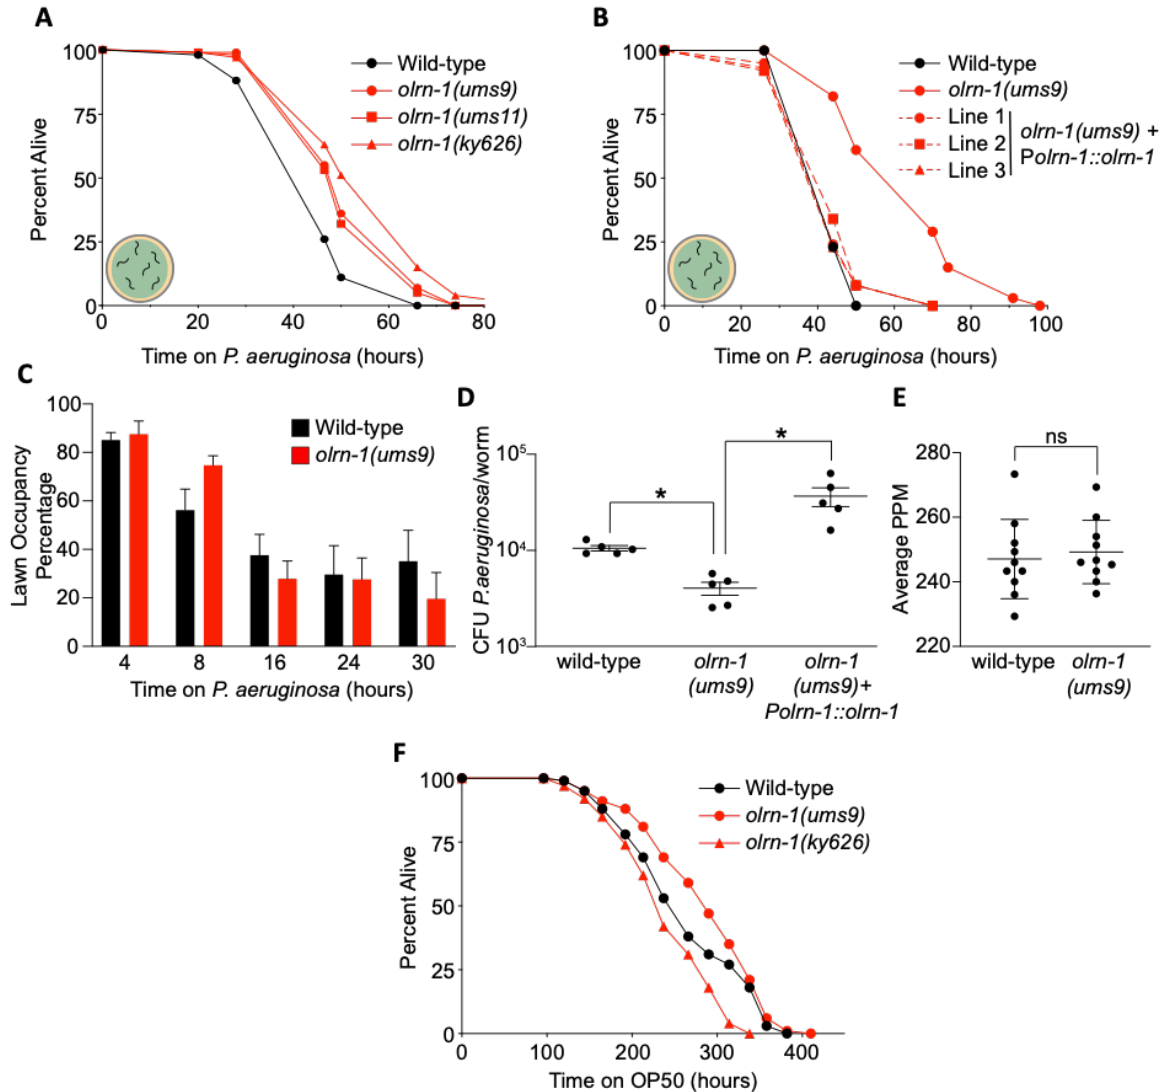 A
100
75
50
25
0
Percent Alive
0
20
40
60
80
Time on P. aeruginosa (hours)
Wild-type
olrn-1(ums9)
olrn-1(ums11)
olrn-1(ky626)
B
100
75
50
25
0
Percent Alive
0
20
40
60
80
100
Time on P. aeruginosa (hours)
Wild-type
olrn-1(ums9)
Line 1
Line 2
Line 3
olrn-1(ums9) +
Polrn-1::olrn-1
C
100
80
60
40
20
0
Lawn Occupancy
Percentage
4
8
16
24
30
Time on P. aeruginosa (hours)
Wild-type
olrn-1(ums9)
D
10⁵
10⁴
10³
CFU P.aeruginosa/worm
*
*
wild-type
olrn-1
(ums9)
olrn-1
(ums9)+
Polrn-1::olrn-1
E
280
260
240
220
Average PPM
ns
wild-type
olrn-1
(ums9)
F
100
75
50
25
0
Percent Alive
0
100
200
300
400
Time on OP50 (hours)
Wild-type
olrn-1(ums9)
olrn-1(ky626)